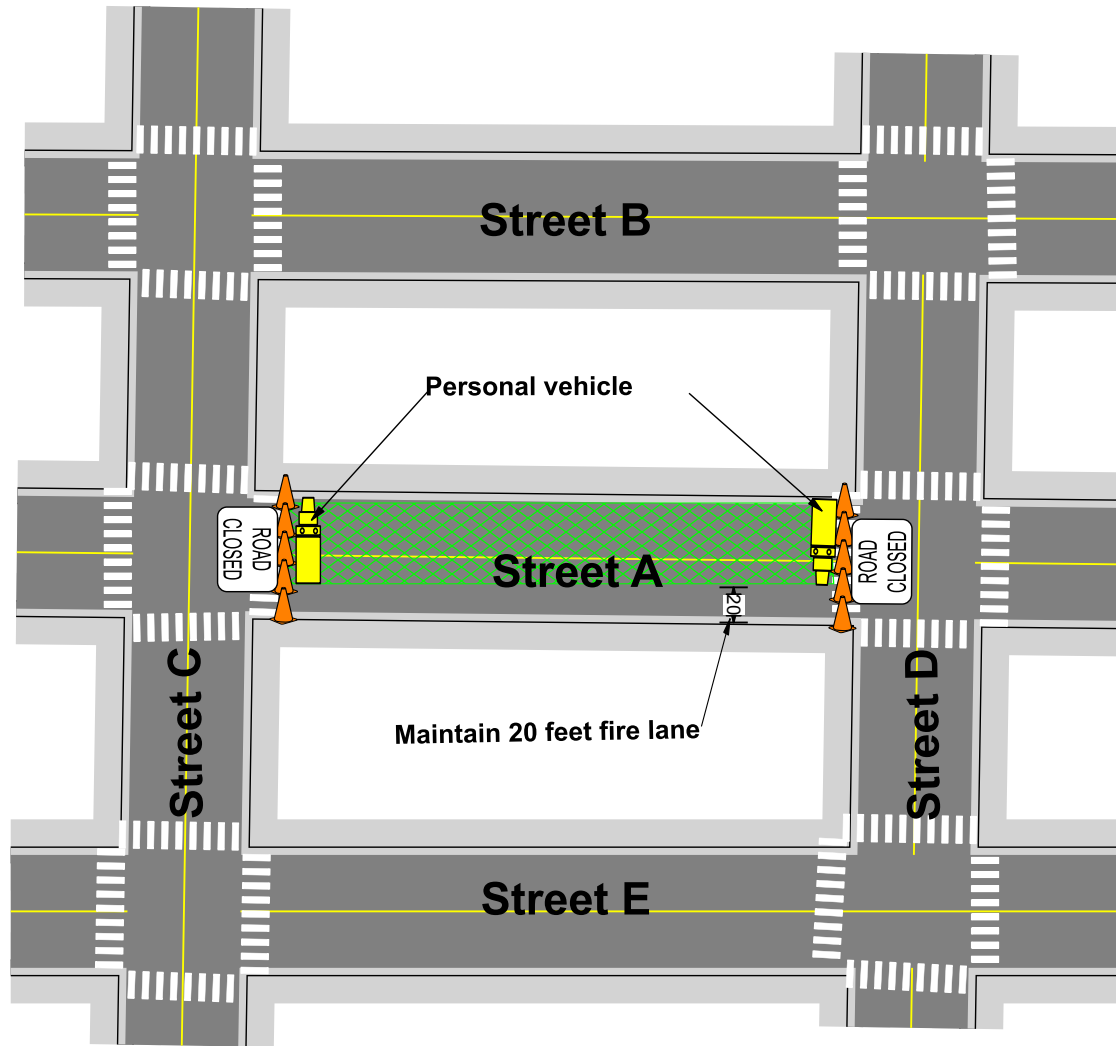 Street B
Personal vehicle
ROAD
CLOSED
ROAD
CLOSED
Street A
20
Street C
Street D
Maintain 20 feet fire lane
Street E